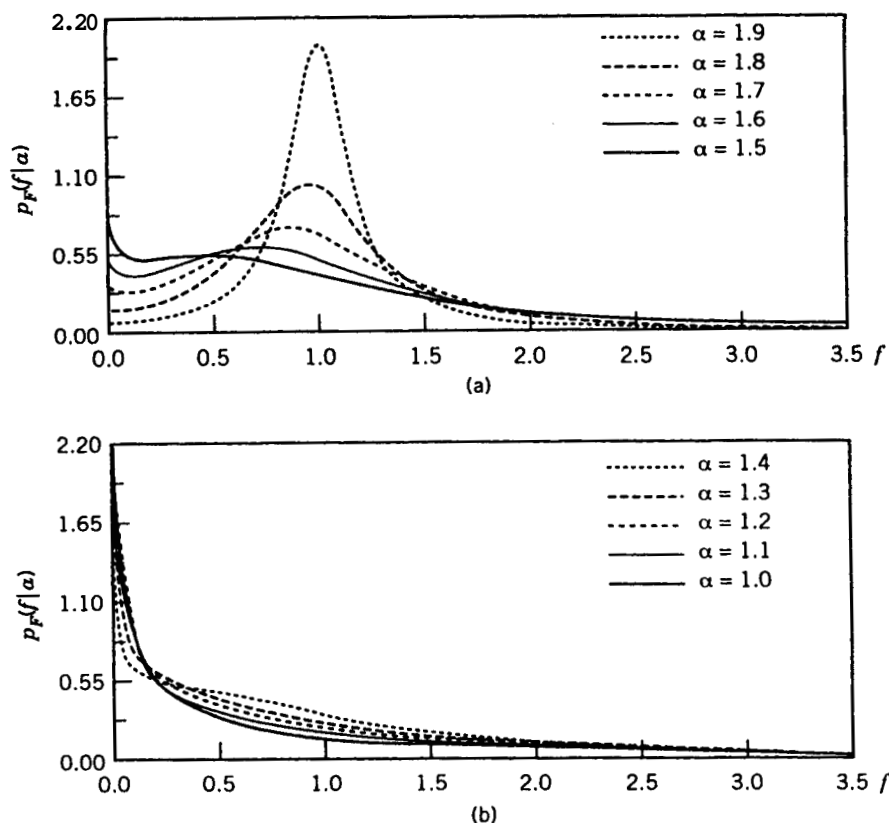 2.20
1.65
1.10
0.55
0.00
p_F(f|α)
α = 1.9
α = 1.8
α = 1.7
α = 1.6
α = 1.5
0.0 0.5 1.0 1.5 2.0 2.5 3.0 3.5 f
(a)
2.20
1.65
1.10
0.55
0.00
p_F(f|α)
α = 1.4
α = 1.3
α = 1.2
α = 1.1
α = 1.0
0.0 0.5 1.0 1.5 2.0 2.5 3.0 3.5 f
(b)